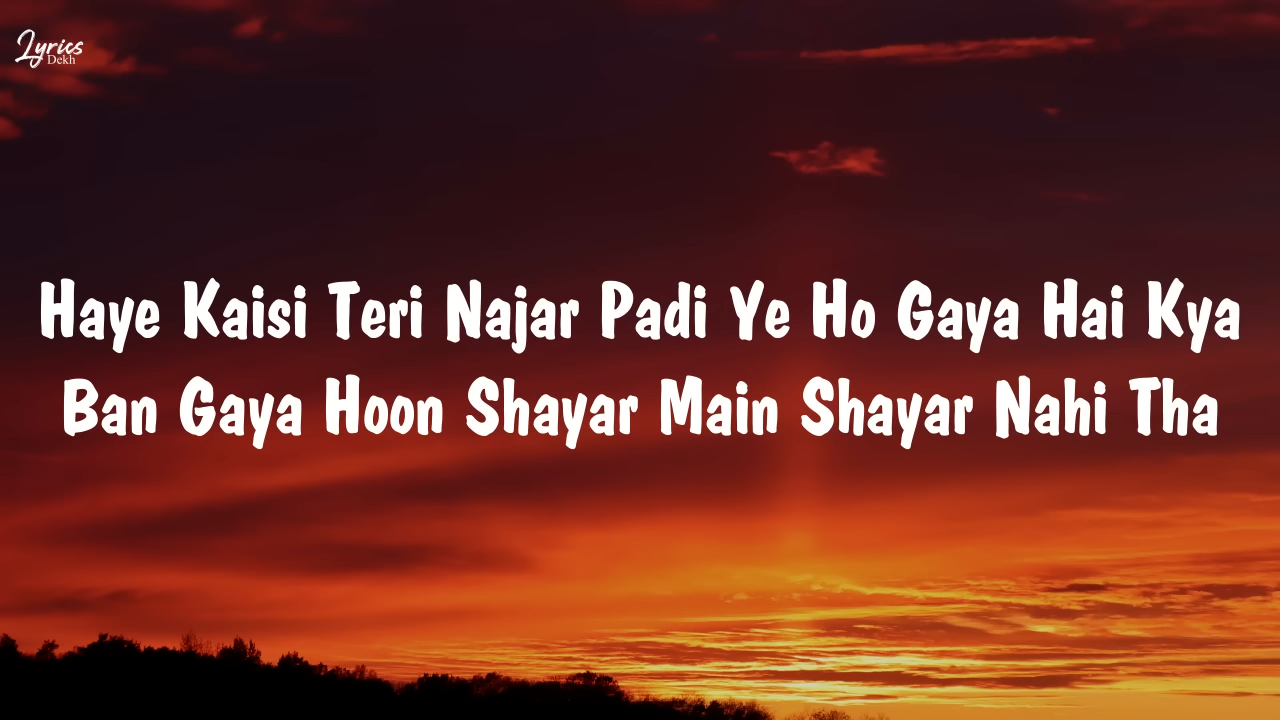 Lyrics
Dekh
Haye Kaisi Teri Najar Padi Ye Ho Gaya Hai Kya
Ban Gaya Hoon Shayar Main Shayar Nahi Tha